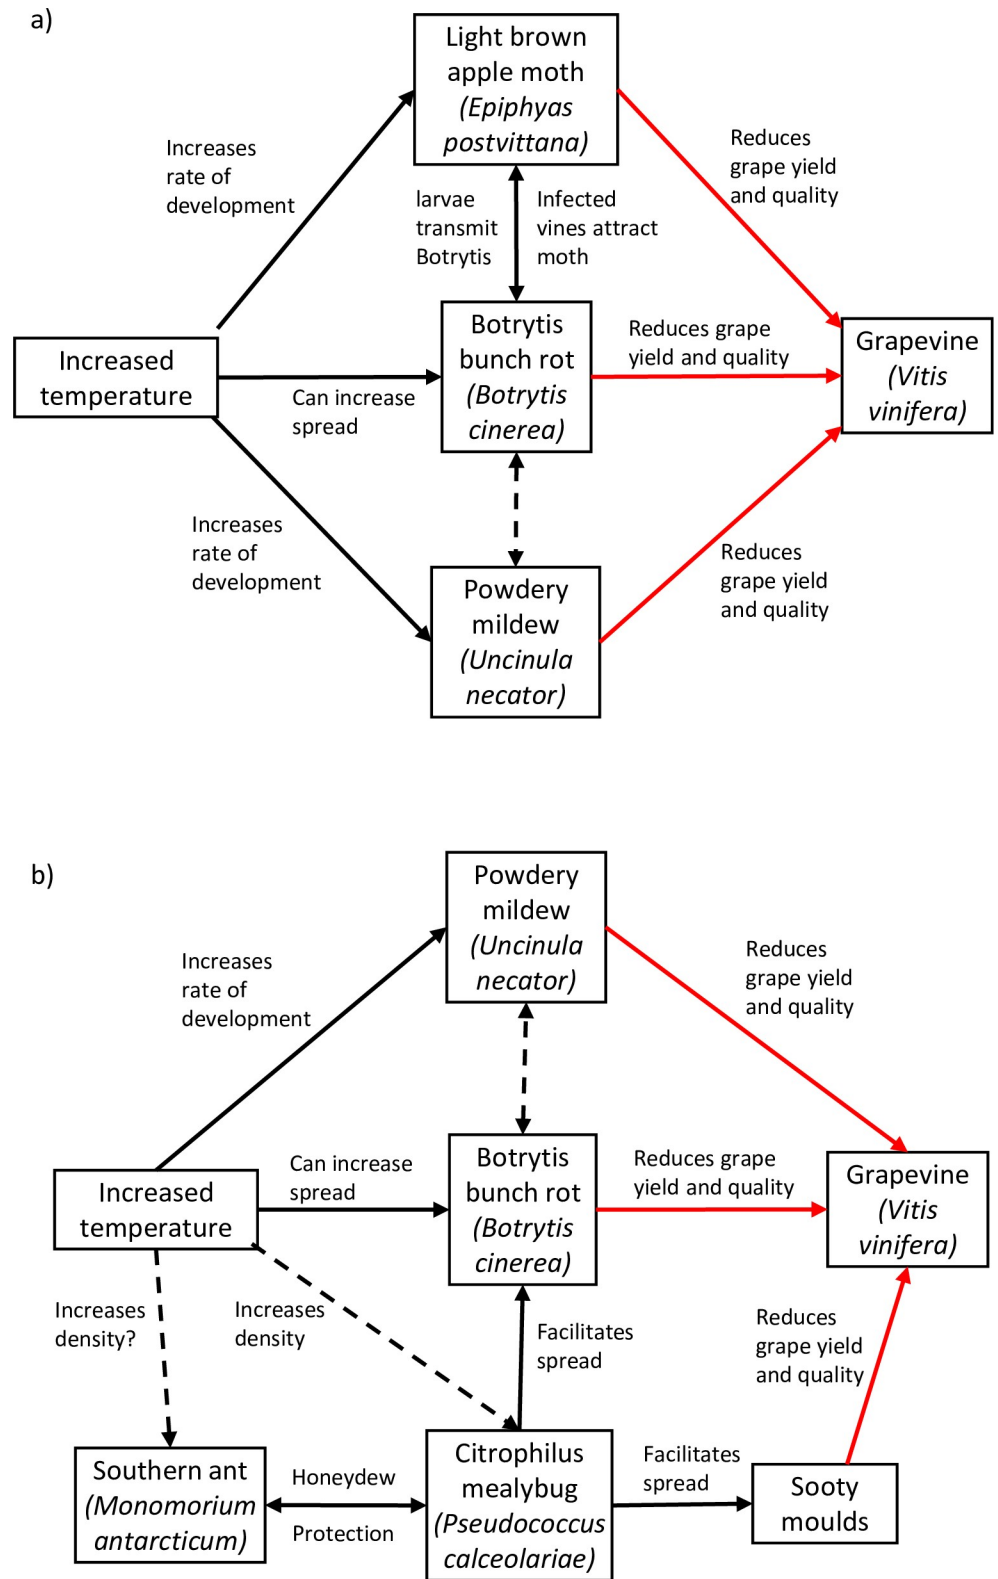 a)
Light brown
apple moth
(Epiphyas
postvittana)
Increases
rate of
development
Reduces
grape yield
and quality
larvae
transmit
Botrytis
Infected
vines attract
moth
Increased
temperature
Can increase
spread
Botrytis
bunch rot
(Botrytis
cinerea)
Reduces grape
yield and quality
Grapevine
(Vitis
vinifera)
Increases
rate of
development
Reduces
grape yield
and quality
Powdery
mildew
(Uncinula
necator)
b)
Powdery
mildew
(Uncinula
necator)
Increases
rate of
development
Reduces
grape yield
and quality
Increased
temperature
Can increase
spread
Botrytis
bunch rot
(Botrytis
cinerea)
Reduces grape
yield and quality
Grapevine
(Vitis
vinifera)
Increases
density?
Increases
density
Facilitates
spread
Reduces
grape yield
and quality
Southern ant
(Monomorium
antarcticum)
Honeydew
Protection
Citrophilus
mealybug
(Pseudococcus
calceolariae)
Facilitates
spread
Sooty
moulds